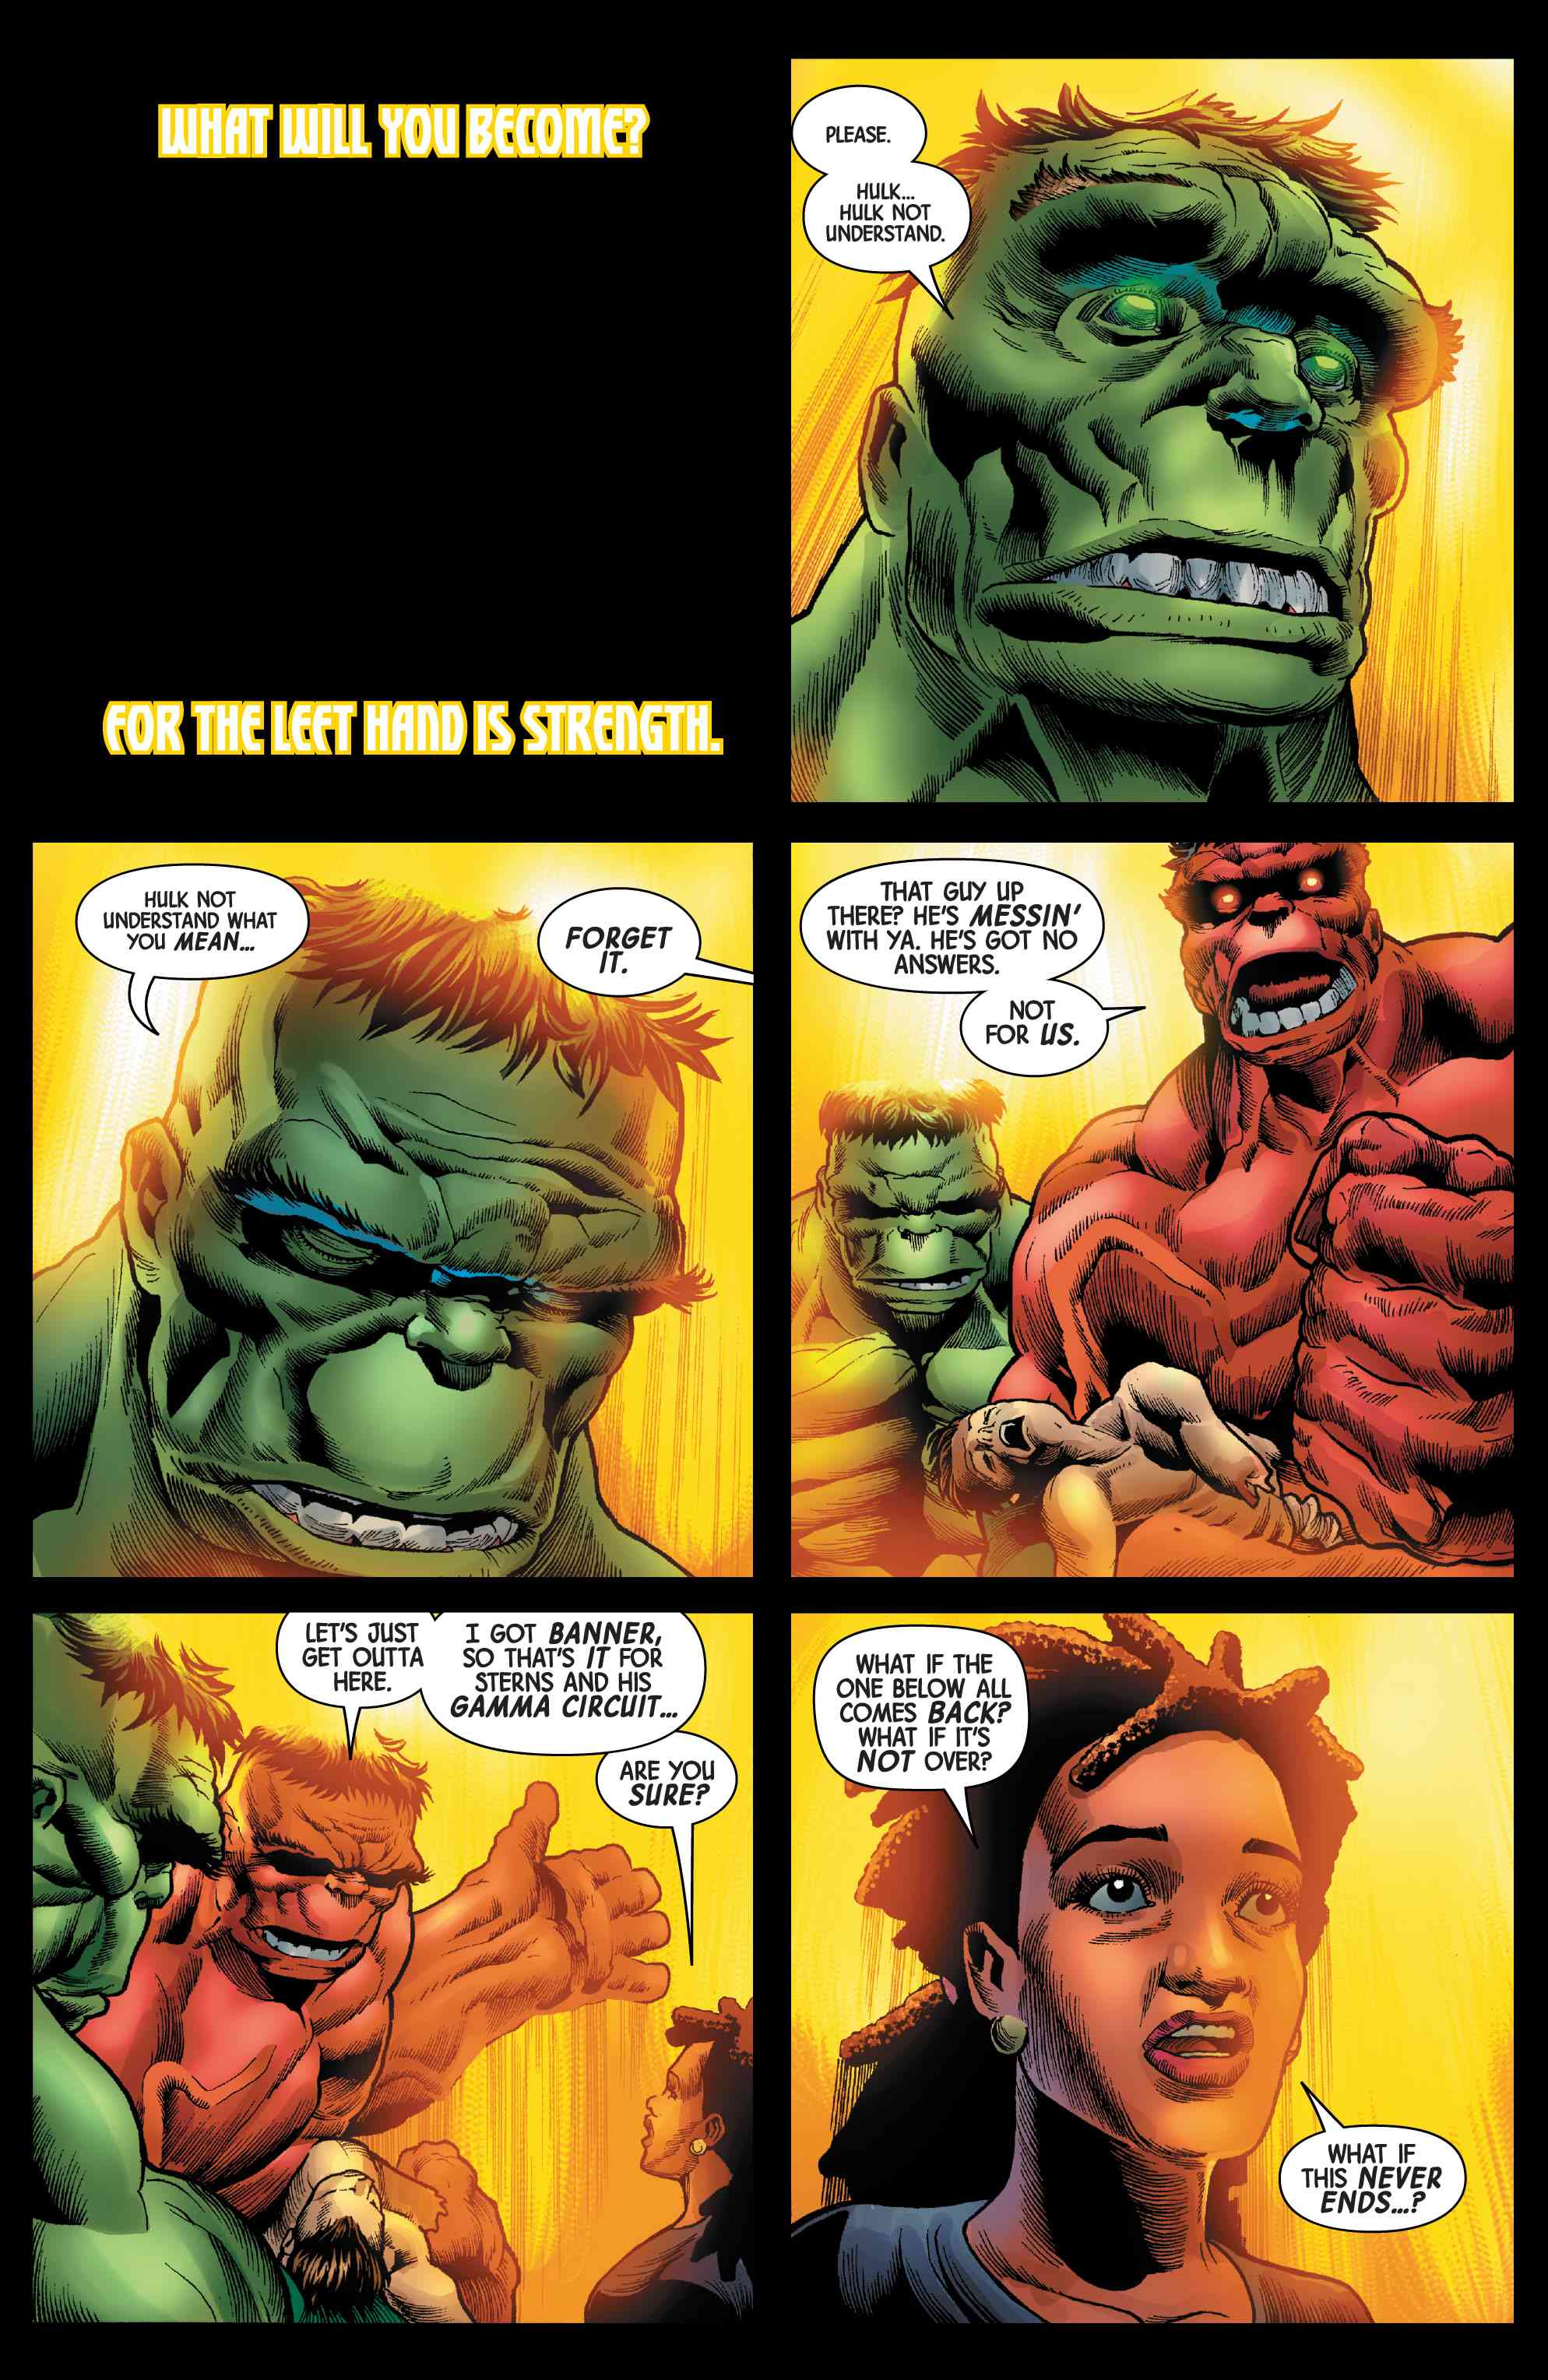 WHAT WILL YOU BECOME?
FOR THE LEFT HAND IS STRENGTH.
PLEASE.
HULK...
HULK NOT
UNDERSTAND.
HULK NOT
UNDERSTAND WHAT
YOU MEAN...
FORGET
IT.
THAT GUY UP
THERE? HE'S MESSIN'
WITH YA. HE'S GOT NO
ANSWERS.
NOT
FOR US.
LET'S JUST
GET OUTTA
HERE.
I GOT BANNER,
SO THAT'S IT FOR
STERNS AND HIS
GAMMA CIRCUIT...
ARE YOU
SURE?
WHAT IF THE
ONE BELOW ALL
COMES BACK?
WHAT IF IT'S
NOT OVER?
WHAT IF
THIS NEVER
ENDS...?